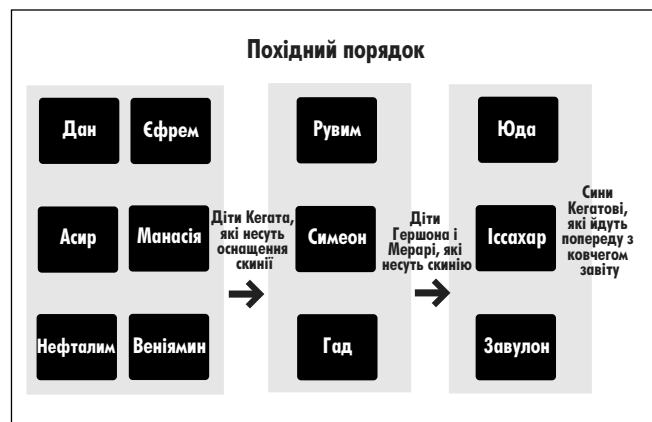 Похідний порядок
Дан
Єфрем
Рувим
Юда
Асир
Манасія
Діти Кегата,
які несуть
оснащення
скинії
Симеон
Діти
Гершона і
Мерарі, які
несуть скинію
Іссахар
Сини
Кегатові,
які йдуть
попереду з
ковчегом
завіту
Нефталим
Веніямин
Гад
Завулон